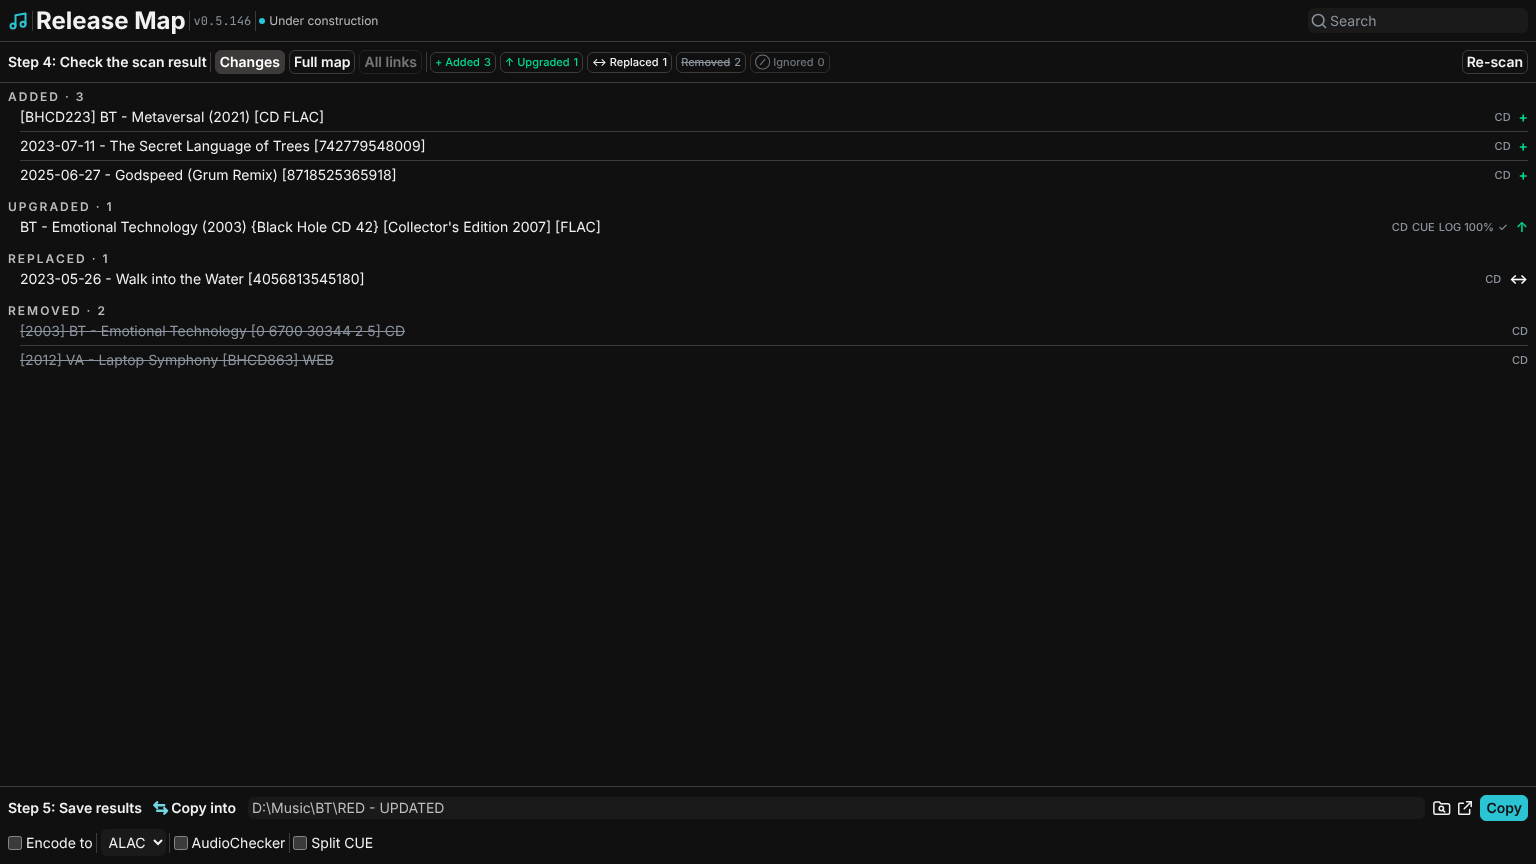 Release Map v0.5.146 Under construction Search
Step 4: Check the scan result Changes Full map All links + Added 3 ↑ Upgraded 1 ↔ Replaced 1 Removed 2 Ignored 0 Re-scan
ADDED · 3
[BHCD223] BT - Metaversal (2021) [CD FLAC] CD +
2023-07-11 - The Secret Language of Trees [742779548009] CD +
2025-06-27 - Godspeed (Grum Remix) [8718525365918] CD +
UPGRADED · 1
BT - Emotional Technology (2003) {Black Hole CD 42} [Collector's Edition 2007] [FLAC] CD CUE LOG 100% ✓ ↑
REPLACED · 1
2023-05-26 - Walk into the Water [4056813545180] CD ↔
REMOVED · 2
[2003] BT - Emotional Technology [0 6700 30344 2 5] CD CD
[2012] VA - Laptop Symphony [BHCD863] WEB CD
Step 5: Save results Copy into D:\Music\BT\RED - UPDATED Copy
Encode to ALAC AudioChecker Split CUE